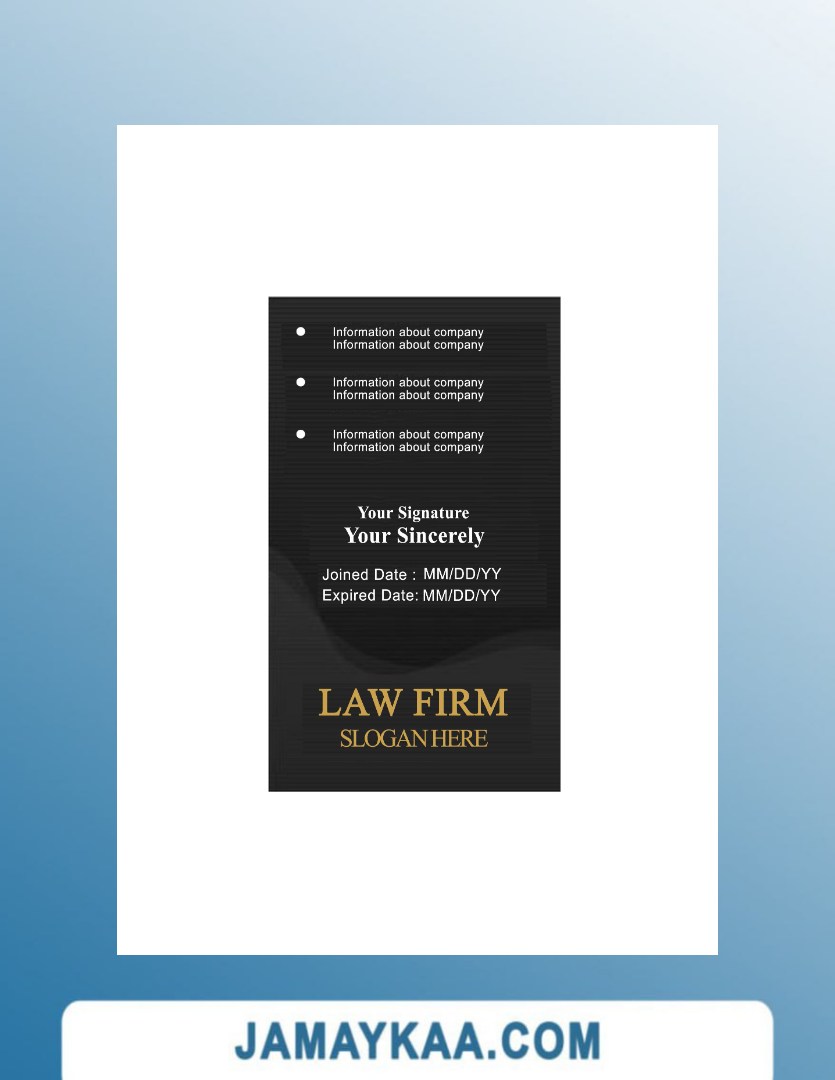 Information about company
Information about company
Information about company
Information about company
Information about company
Information about company
Your Signature
Your Sincerely
Joined Date : MM/DD/YY
Expired Date: MM/DD/YY
LAW FIRM
SLOGAN HERE
JAMAYKAA.COM